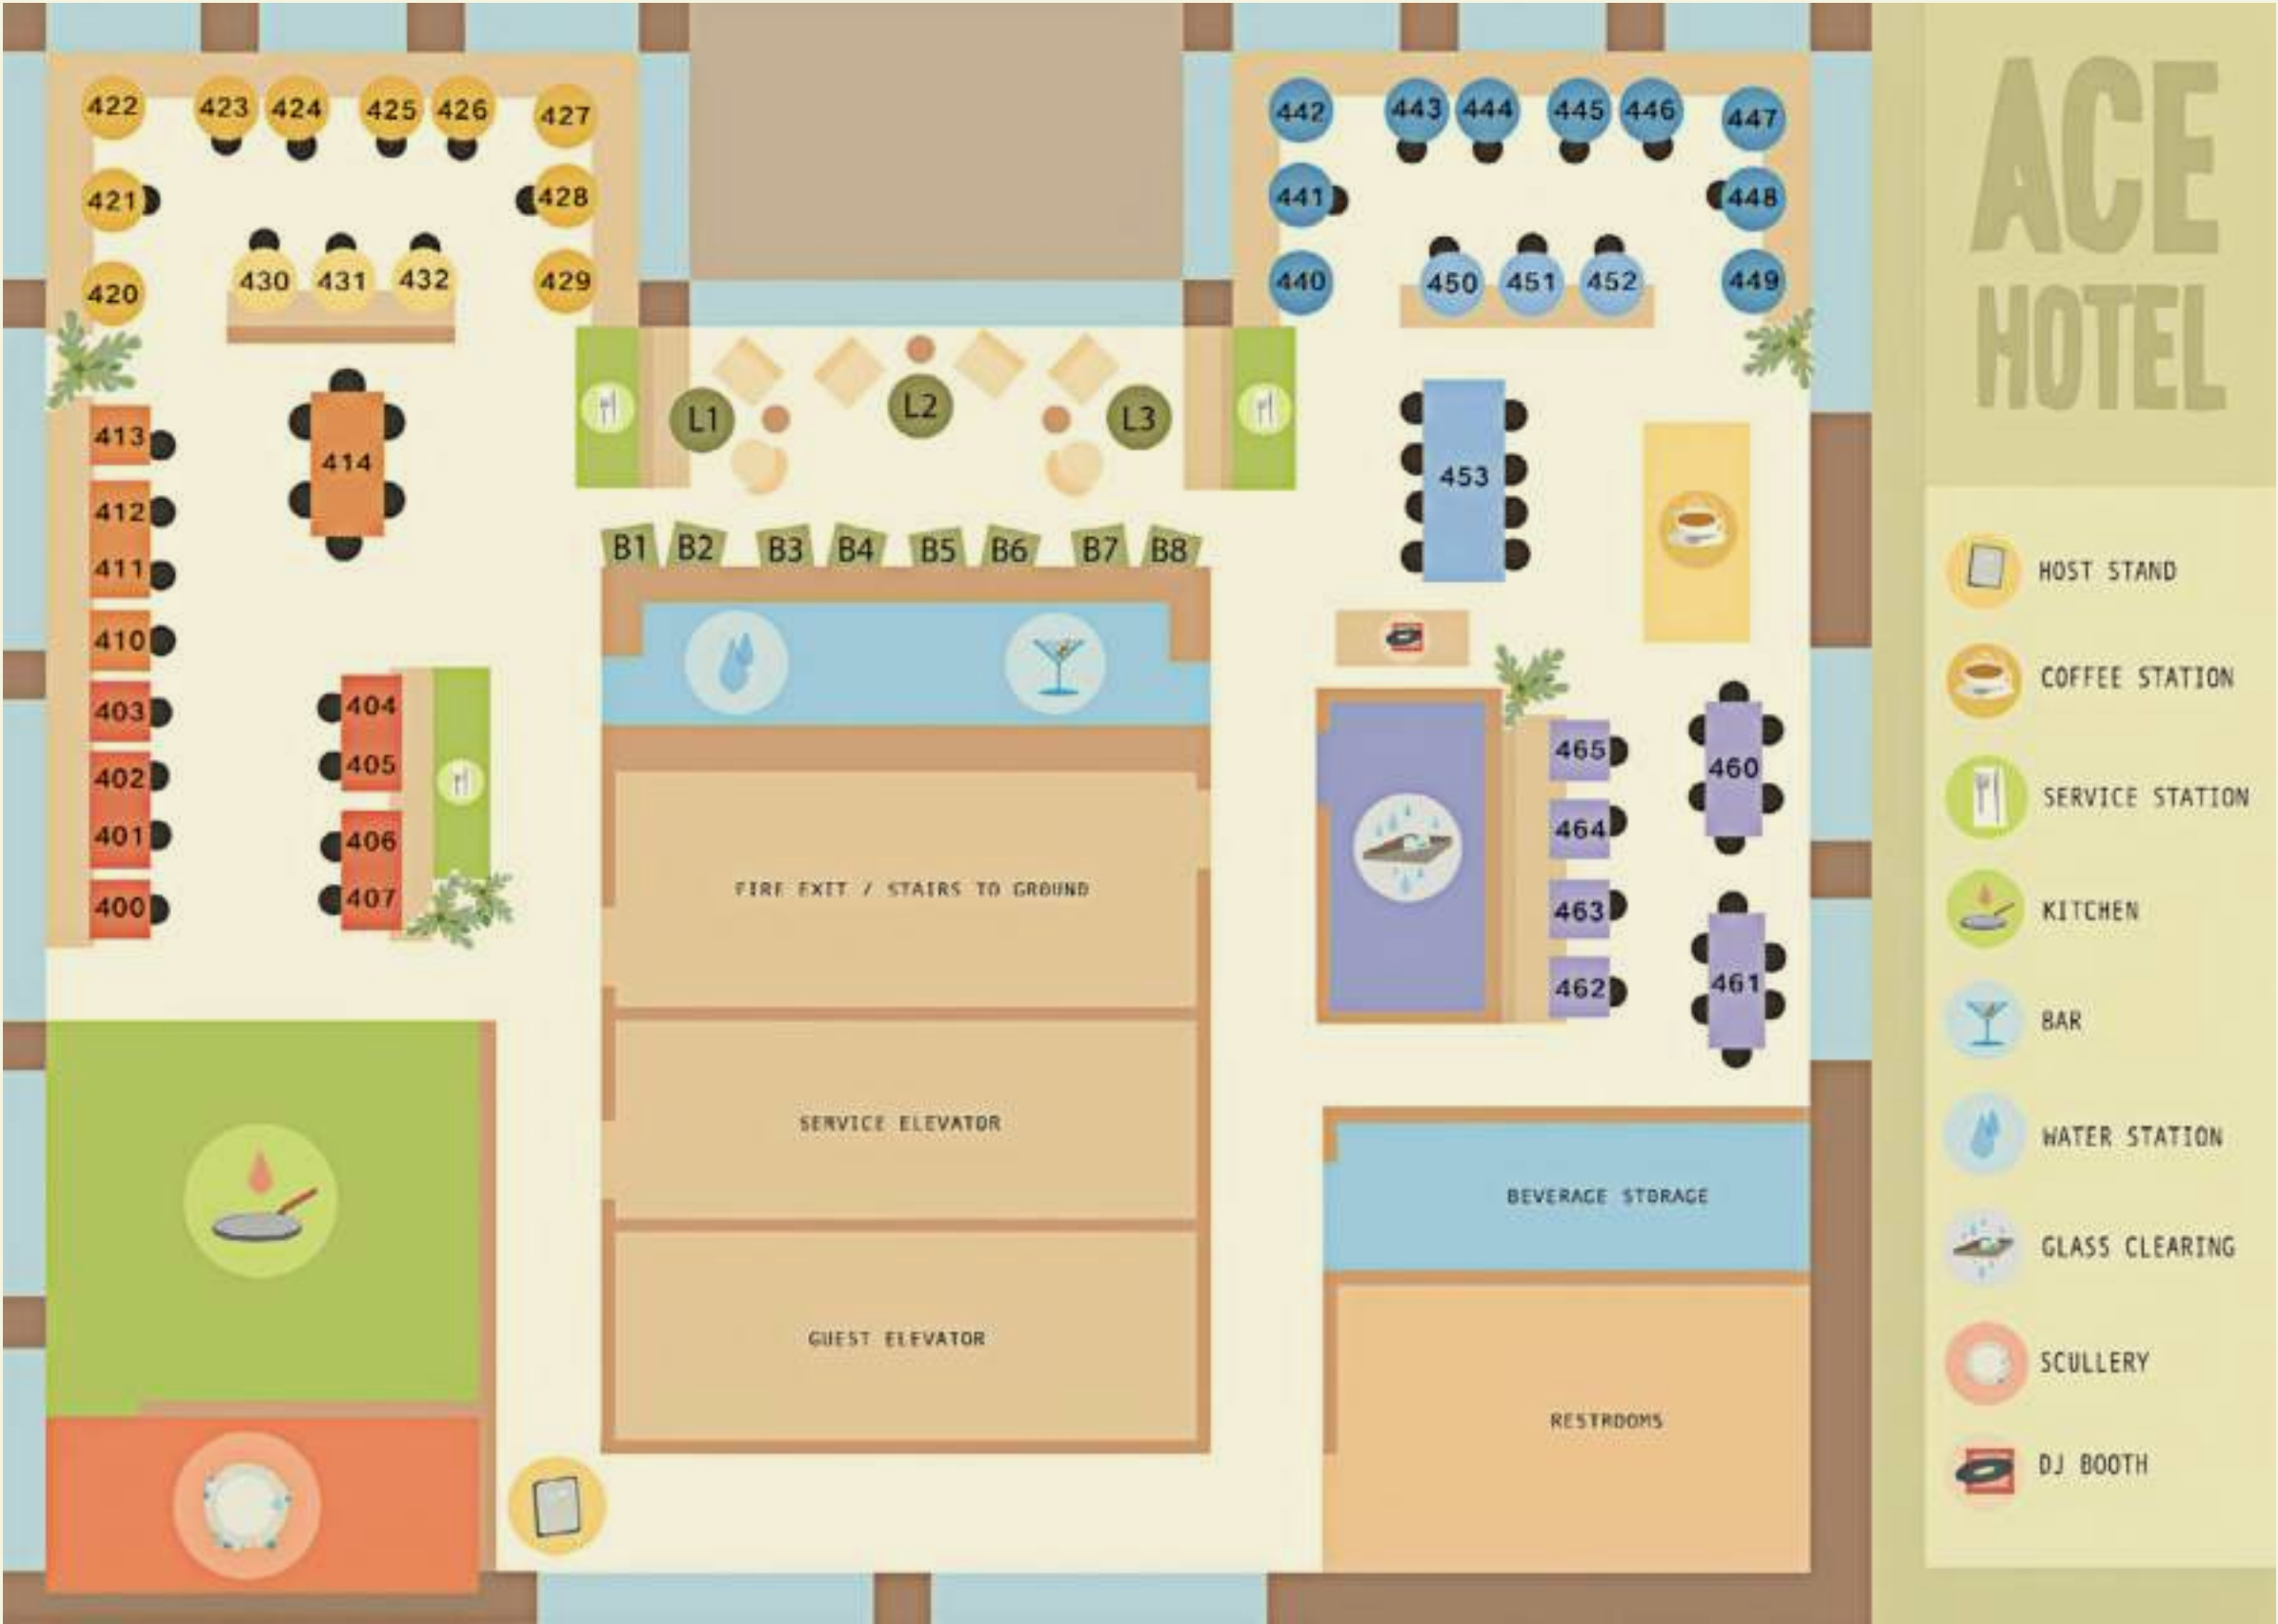 ACE
HOTEL
422
423
424
425
426
427
421
428
420
430
431
432
429
442
443
444
445
446
447
441
448
440
450
451
452
449
L1
L2
L3
413
412
411
410
414
403
402
401
400
404
405
406
407
B1
B2
B3
B4
B5
B6
B7
B8
453
465
464
463
462
460
461
FIRE EXIT / STAIRS TO GROUND
SERVICE ELEVATOR
GUEST ELEVATOR
BEVERAGE STORAGE
RESTROOMS
HOST STAND
COFFEE STATION
SERVICE STATION
KITCHEN
BAR
WATER STATION
GLASS CLEARING
SCULLERY
DJ BOOTH